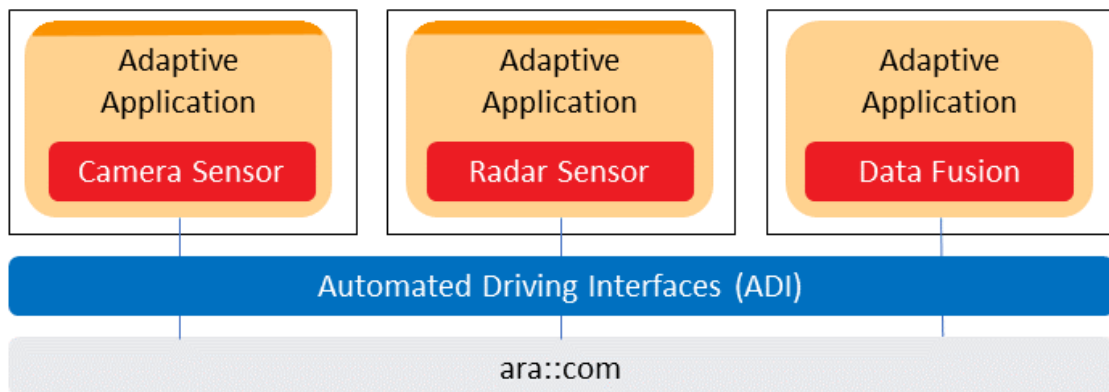 Adaptive
Application
Camera Sensor
Adaptive
Application
Radar Sensor
Adaptive
Application
Data Fusion
Automated Driving Interfaces (ADI)
ara::com